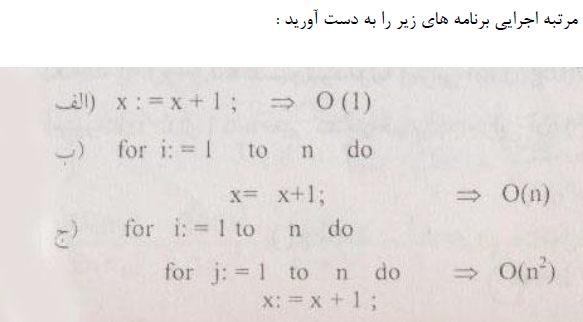 مرتبه اجرایی برنامه های زیر را به دست آورید :
الف) x : = x + 1 ; ⇒ O (1)
ب) for i: = 1 to n do
x= x+1; ⇒ O(n)
ج) for i: = 1 to n do
for j: = 1 to n do ⇒ O(n²)
x: = x + 1 ;